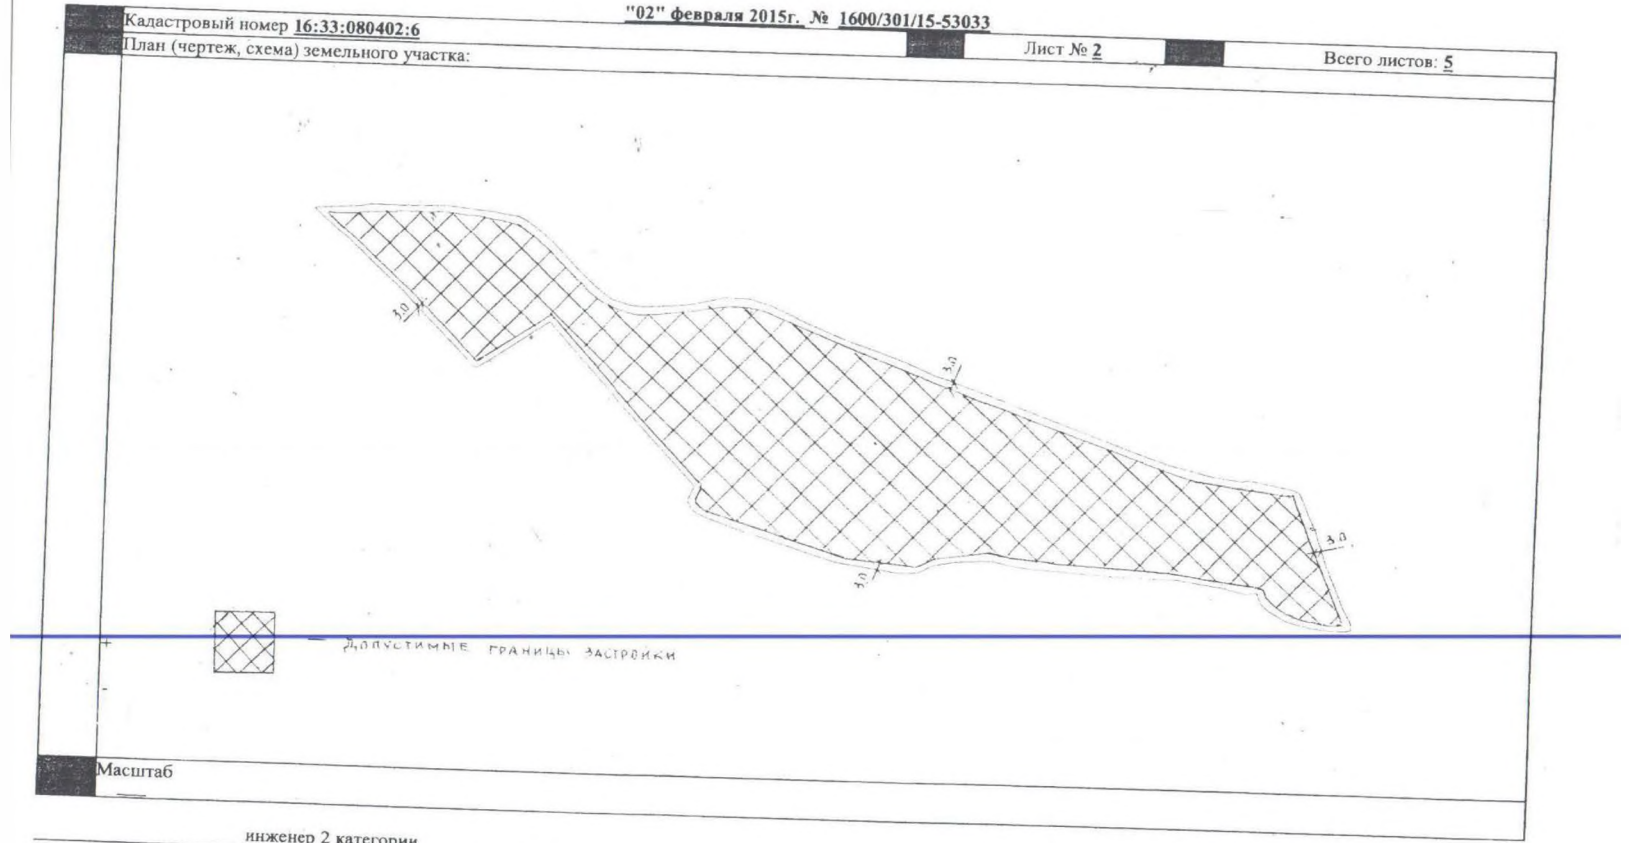 "02" февраля 2015г. № 1600/301/15-53033
Кадастровый номер 16:33:080402:6
Лист № 2
Всего листов: 5
План (чертеж, схема) земельного участка:
3.0
3.0
3.0
3.0
— Допустимые границы застройки
Масштаб
инженер 2 категории